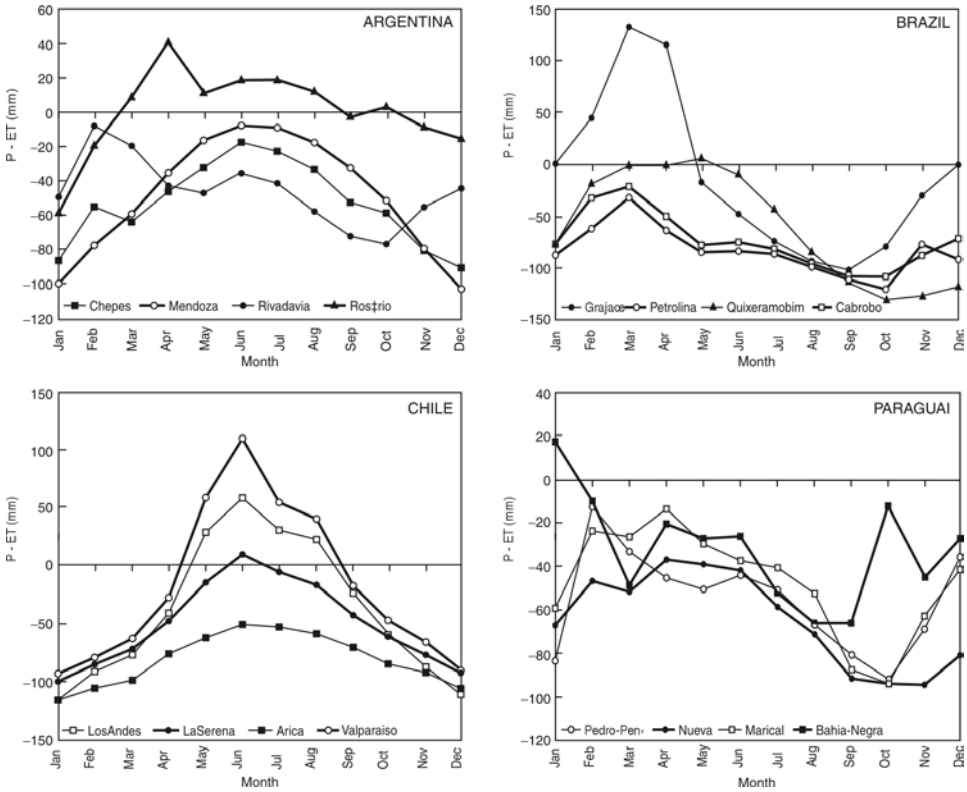 ARGENTINA
P - ET (mm)
60
40
20
0
−20
−40
−60
−80
−100
−120
Chepes Mendoza Rivadavia Ros‡rio
Jan Feb Mar Apr May Jun Jul Aug Sep Oct Nov Dec
Month
BRAZIL
P - ET (mm)
150
100
50
0
−50
−100
−150
Grajaœ Petrolina Quixeramobim Cabrobo
Jan Feb Mar Apr May Jun Jul Aug Sep Oct Nov Dec
Month
CHILE
P - ET (mm)
150
100
50
0
−50
−100
−150
LosAndes LaSerena Arica Valparaiso
Jan Feb Mar Apr May Jun Jul Aug Sep Oct Nov Dec
Month
PARAGUAI
P - ET (mm)
40
20
0
−20
−40
−60
−80
−100
−120
Pedro-Pen‹ Nueva Marical Bahia-Negra
Jan Feb Mar Apr May Jun Jul Aug Sep Oct Nov Dec
Month